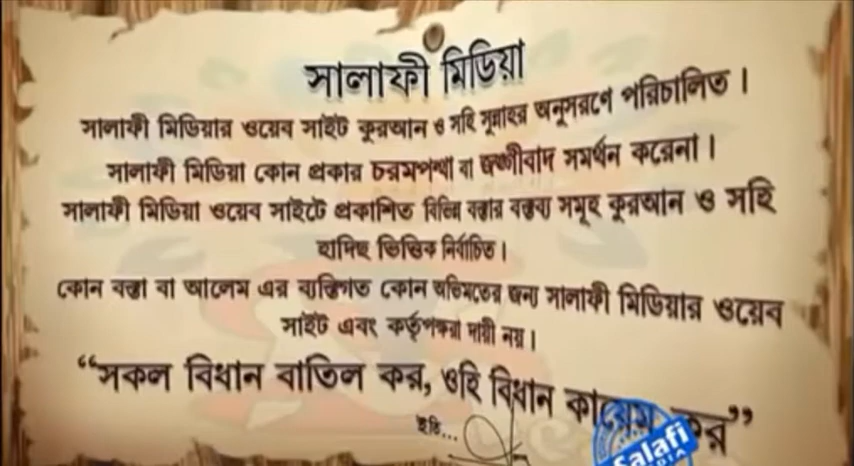 সালাফী মিডিয়া
সালাফী মিডিয়ার ওয়েব সাইট কুরআন ও সহি সুন্নাহর অনুসরণে পরিচালিত ।
সালাফী মিডিয়া কোন প্রকার চরমপন্থা বা জঙ্গীবাদ সমর্থন করেনা ।
সালাফী মিডিয়া ওয়েব সাইটে প্রকাশিত বিভিন্ন বক্তার বক্তব্য সমূহ কুরআন ও সহি
হাদিছ ভিত্তিক নির্বাচিত ।
কোন বক্তা বা আলেম এর ব্যক্তিগত কোন অভিমতের জন্য সালাফী মিডিয়ার ওয়েব
সাইট এবং কর্তৃপক্ষরা দায়ী নয় ।
“সকল বিধান বাতিল কর, ওহি বিধান কায়েম কর”
ইতি...
Salafi